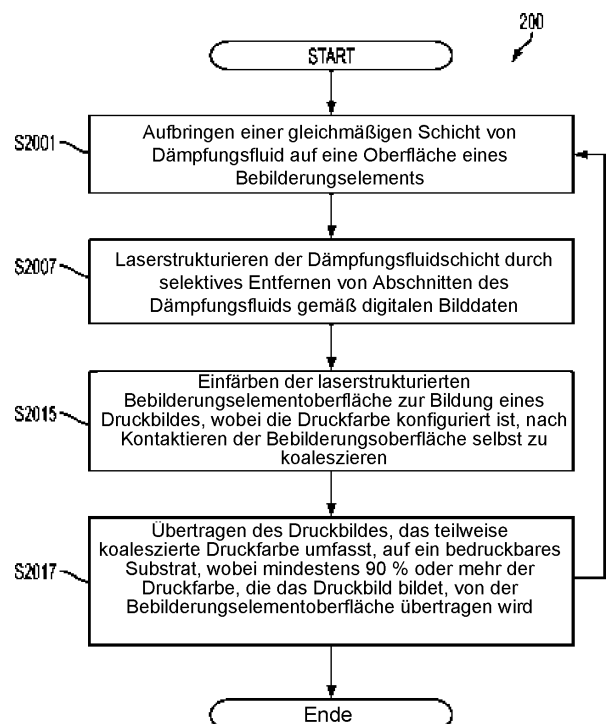 200
START
S2001
Aufbringen einer gleichmäßigen Schicht von
Dämpfungsfluid auf eine Oberfläche eines
Bebilderungselements
S2007
Laserstrukturieren der Dämpfungsfluidschicht durch
selektives Entfernen von Abschnitten des
Dämpfungsfluids gemäß digitalen Bilddaten
S2015
Einfärben der laserstrukturierten
Bebilderungselementoberfläche zur Bildung eines
Druckbildes, wobei die Druckfarbe konfiguriert ist, nach
Kontaktieren der Bebilderungsoberfläche selbst zu
koaleszieren
S2017
Übertragen des Druckbildes, das teilweise
koaleszierte Druckfarbe umfasst, auf ein bedruckbares
Substrat, wobei mindestens 90 % oder mehr der
Druckfarbe, die das Druckbild bildet, von der
Bebilderungselementoberfläche übertragen wird
Ende